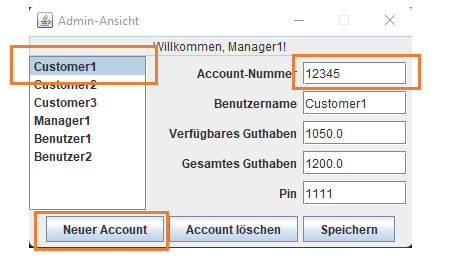 Admin-Ansicht
Willkommen, Manager1!
Customer1
Customer2
Customer3
Manager1
Benutzer1
Benutzer2
Account-Nummer 12345
Benutzername Customer1
Verfügbares Guthaben 1050.0
Gesamtes Guthaben 1200.0
Pin 1111
Neuer Account Account löschen Speichern